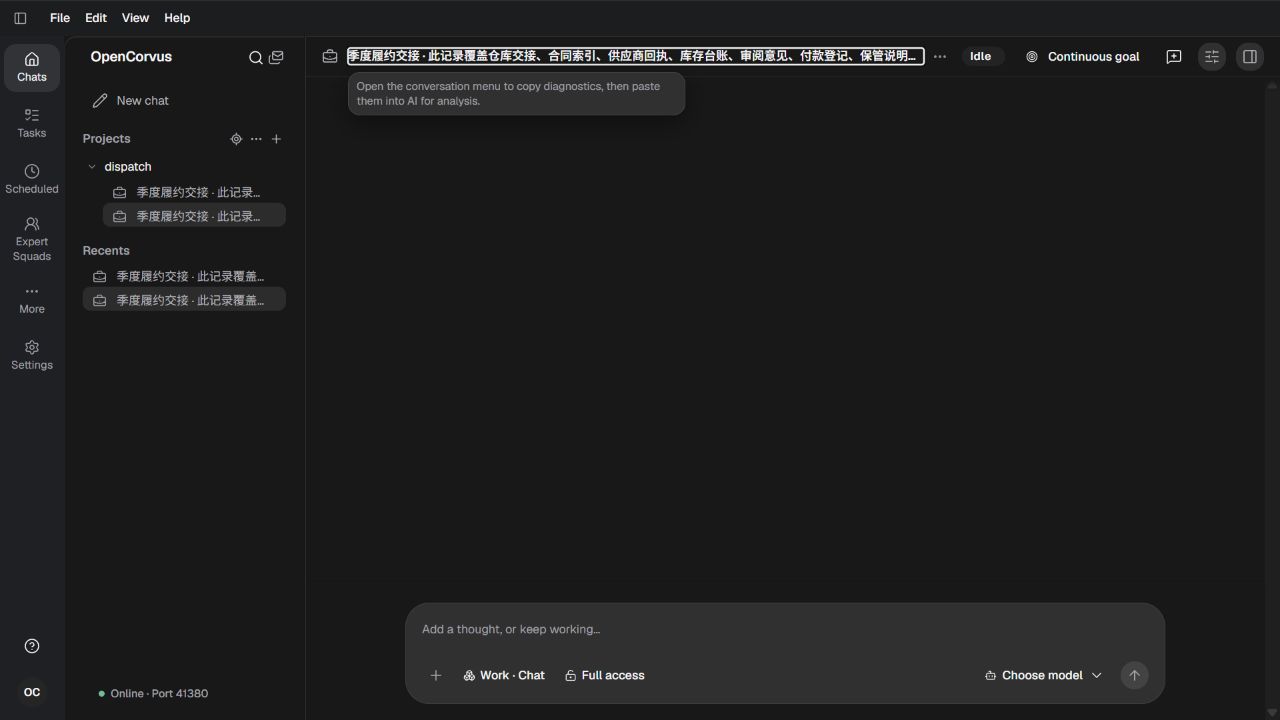 File Edit View Help
Chats
Tasks
Scheduled
Expert
Squads
More
Settings
OC
OpenCorvus
New chat
Projects
dispatch
季度履约交接 · 此记录...
季度履约交接 · 此记录...
Recents
季度履约交接 · 此记录覆盖...
季度履约交接 · 此记录覆盖...
Online · Port 41380
季度履约交接 · 此记录覆盖仓库交接、合同索引、供应商回执、库存台账、审阅意见、付款登记、保管说明...
Idle
Continuous goal
Open the conversation menu to copy diagnostics, then paste
them into AI for analysis.
Add a thought, or keep working...
Work · Chat
Full access
Choose model